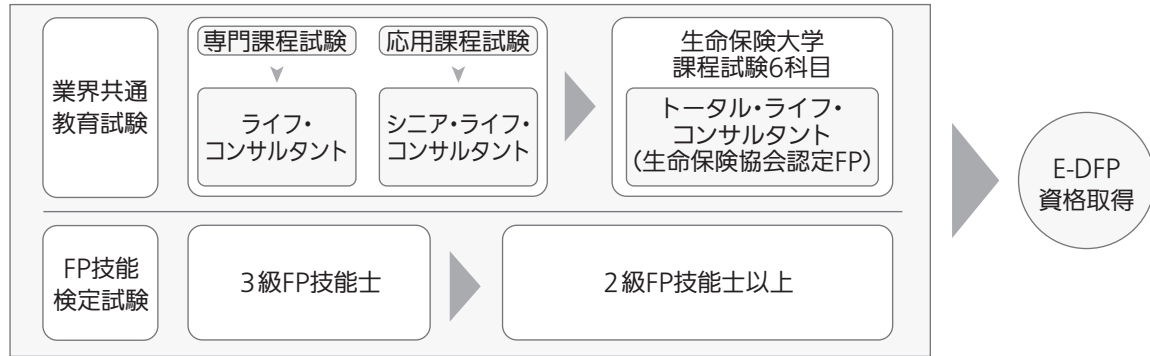 業界共通
教育試験
専門課程試験
応用課程試験
ライフ・
コンサルタント
シニア・ライフ・
コンサルタント
生命保険大学
課程試験6科目
トータル・ライフ・
コンサルタント
(生命保険協会認定FP)
FP技能
検定試験
3級FP技能士
2級FP技能士以上
E-DFP
資格取得